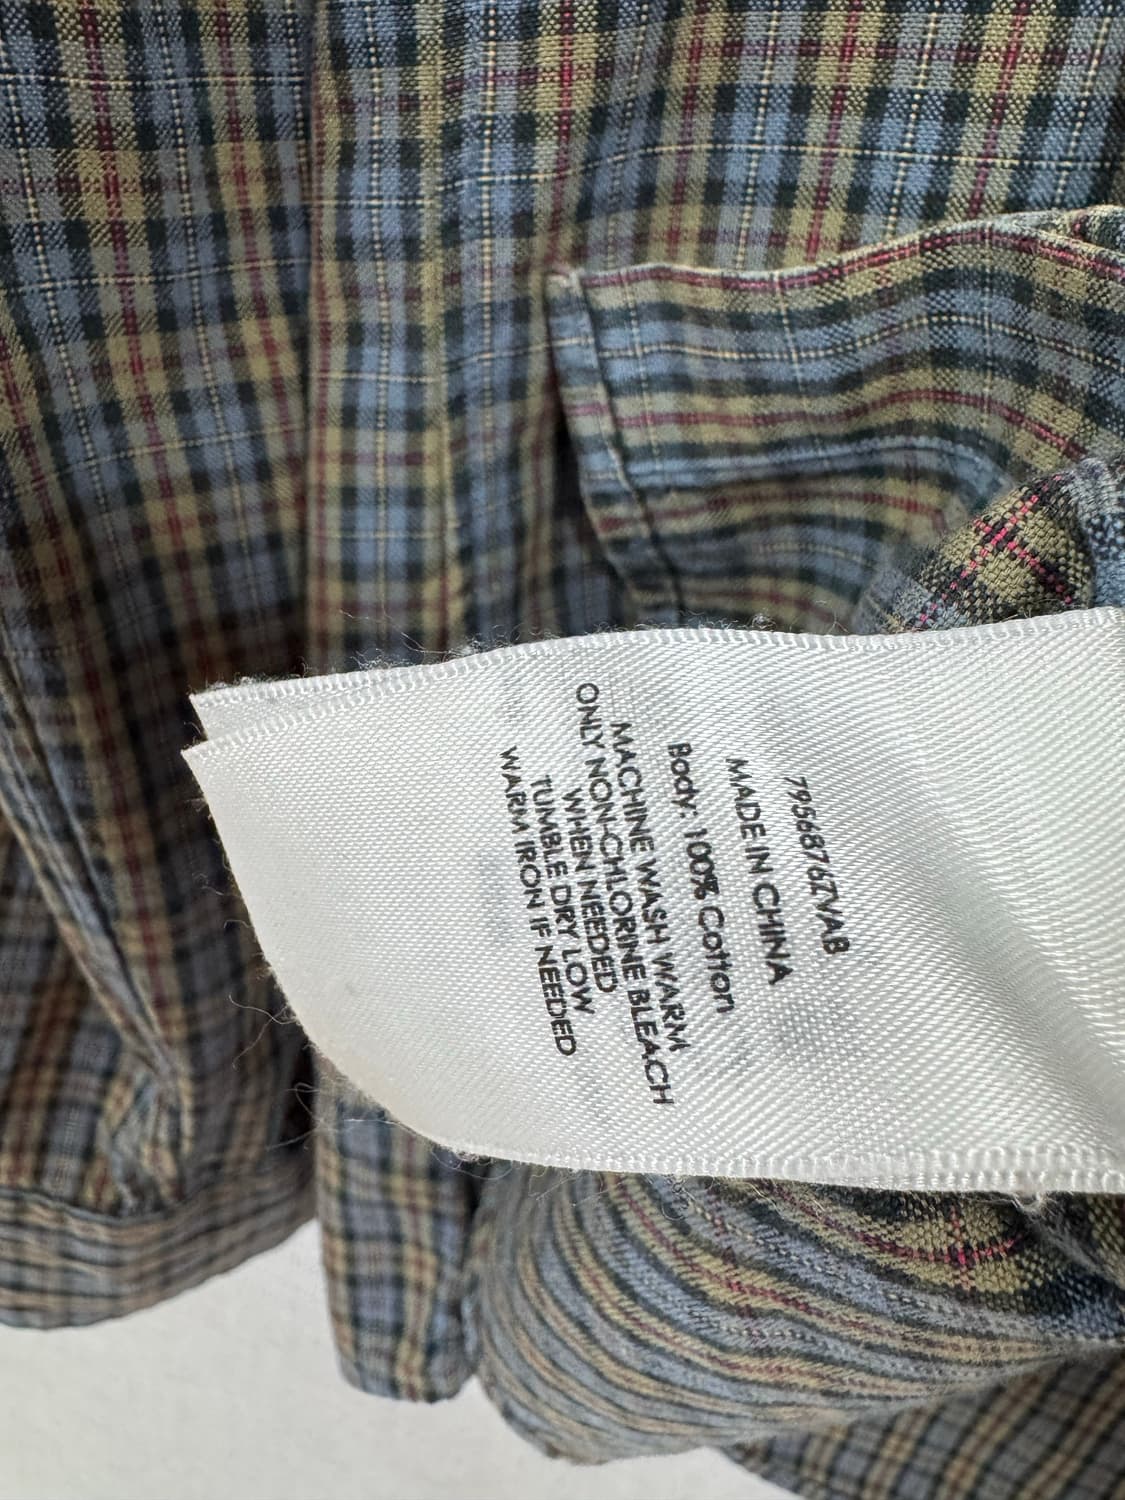 7956876ZVAB
MADE IN CHINA
Body: 100% Cotton
MACHINE WASH WARM
ONLY NON-CHLORINE BLEACH
WHEN NEEDED
TUMBLE DRY LOW
WARM IRON IF NEEDED